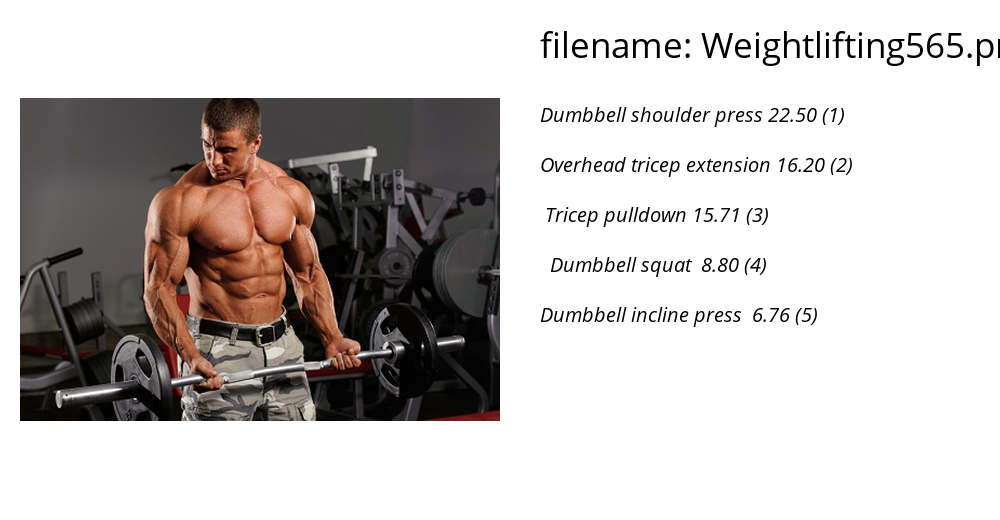 filename: Weightlifting565.p
Dumbbell shoulder press 22.50 (1)
Overhead tricep extension 16.20 (2)
Tricep pulldown 15.71 (3)
Dumbbell squat 8.80 (4)
Dumbbell incline press 6.76 (5)